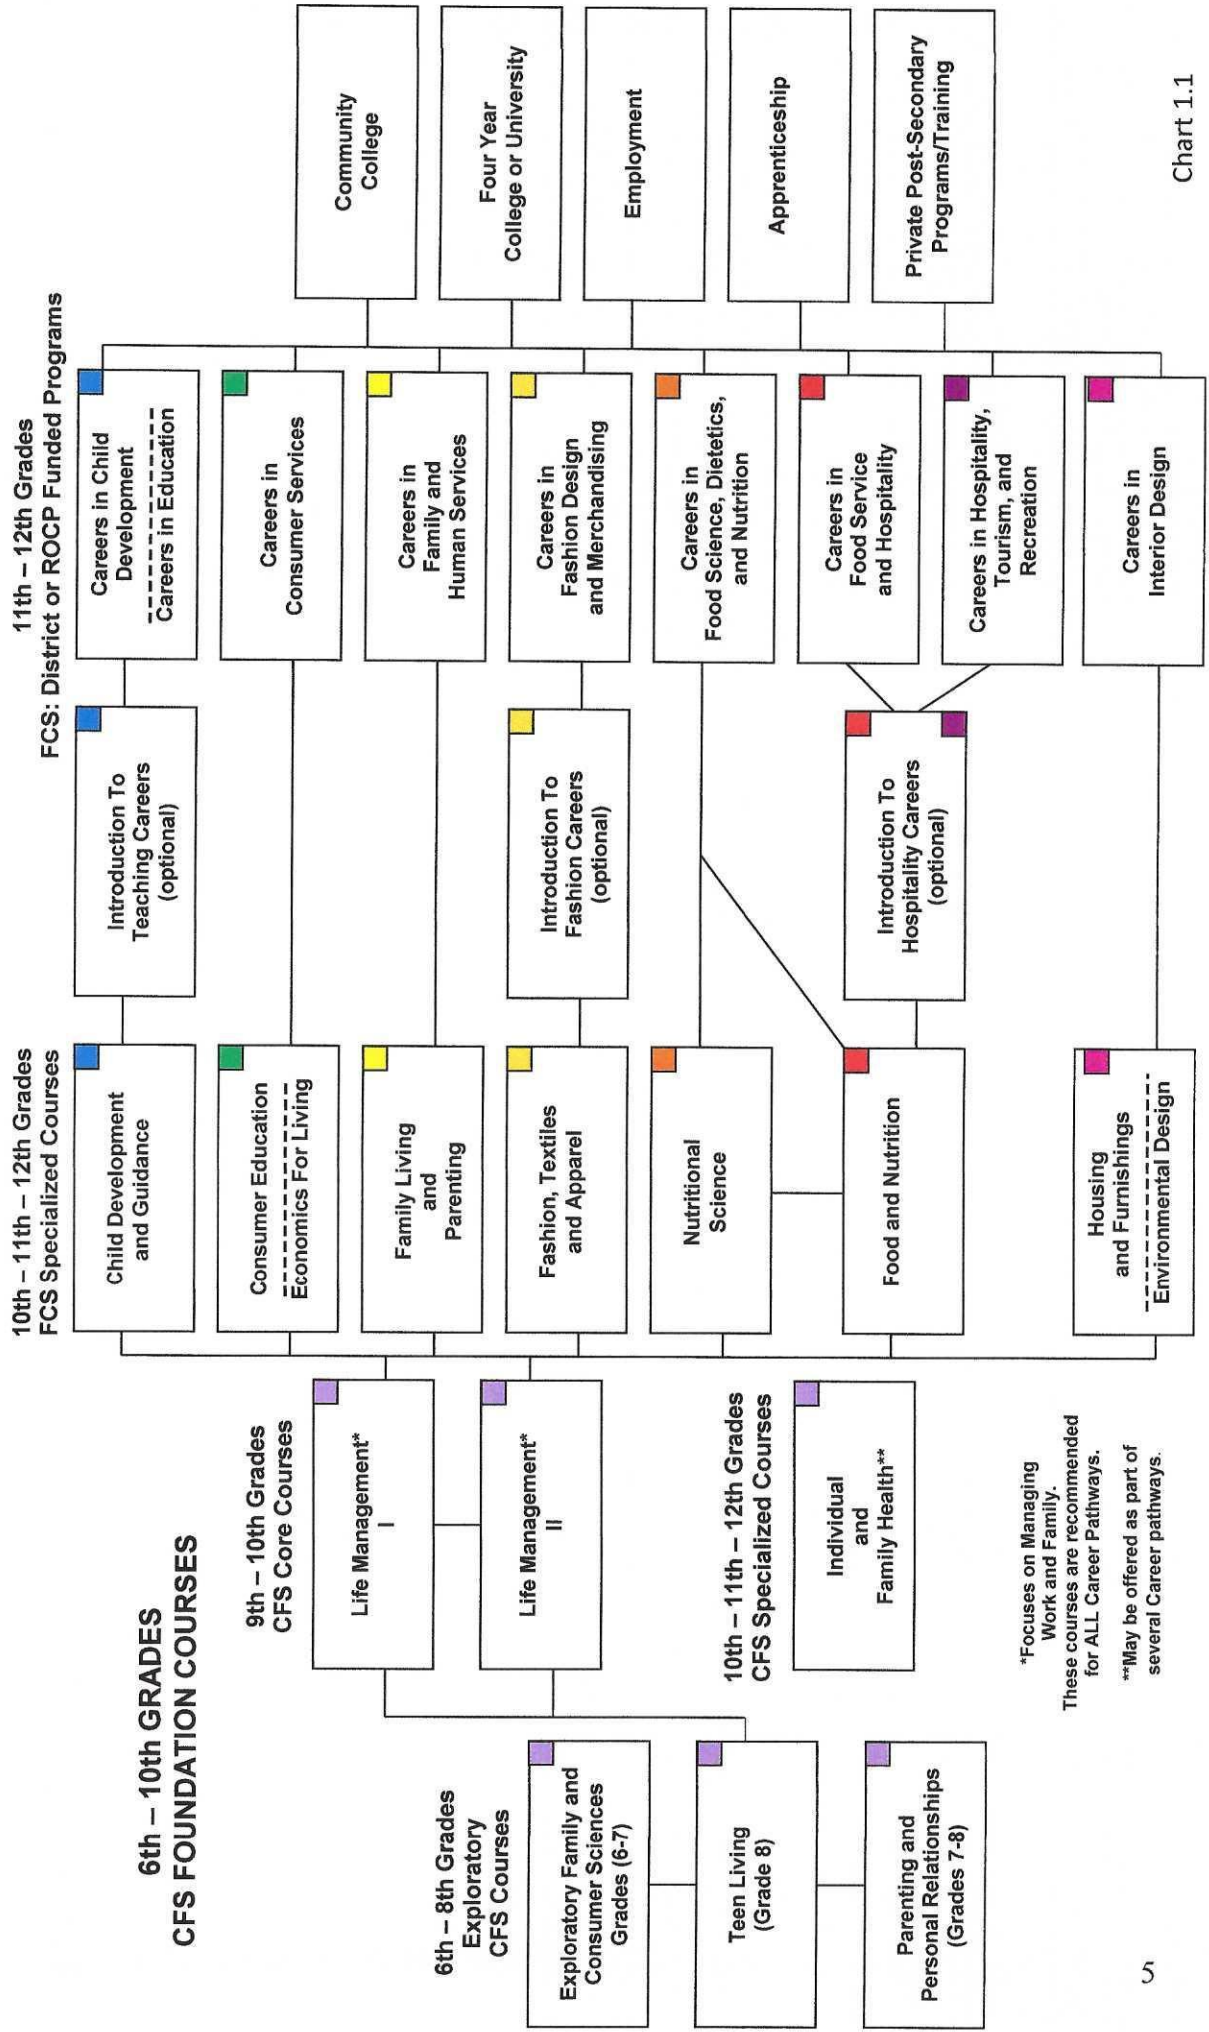 6th – 10th GRADES
CFS FOUNDATION COURSES
6th – 8th Grades
Exploratory
CFS Courses
Exploratory Family and
Consumer Sciences
Grades (6-7)
Teen Living
(Grade 8)
Parenting and
Personal Relationships
(Grades 7-8)
9th – 10th Grades
CFS Core Courses
Life Management*
I
Life Management*
II
10th – 11th – 12th Grades
CFS Specialized Courses
Individual
and
Family Health**
*Focuses on Managing
Work and Family.
These courses are recommended
for ALL Career Pathways.
**May be offered as part of
several Career pathways.
10th – 11th – 12th Grades
FCS Specialized Courses
Child Development
and Guidance
Consumer Education
Economics For Living
Family Living
and
Parenting
Fashion, Textiles
and Apparel
Nutritional
Science
Food and Nutrition
Housing
and Furnishings
Environmental Design
Introduction To
Teaching Careers
(optional)
Introduction To
Fashion Careers
(optional)
Introduction To
Hospitality Careers
(optional)
11th – 12th Grades
FCS: District or ROCP Funded Programs
Careers in Child
Development
Careers in Education
Careers in
Consumer Services
Careers in
Family and
Human Services
Careers in
Fashion Design
and Merchandising
Careers in
Food Science, Dietetics,
and Nutrition
Careers in
Food Service
and Hospitality
Careers in Hospitality,
Tourism, and
Recreation
Careers in
Interior Design
Community
College
Four Year
College or University
Employment
Apprenticeship
Private Post-Secondary
Programs/Training
Chart 1.1
5